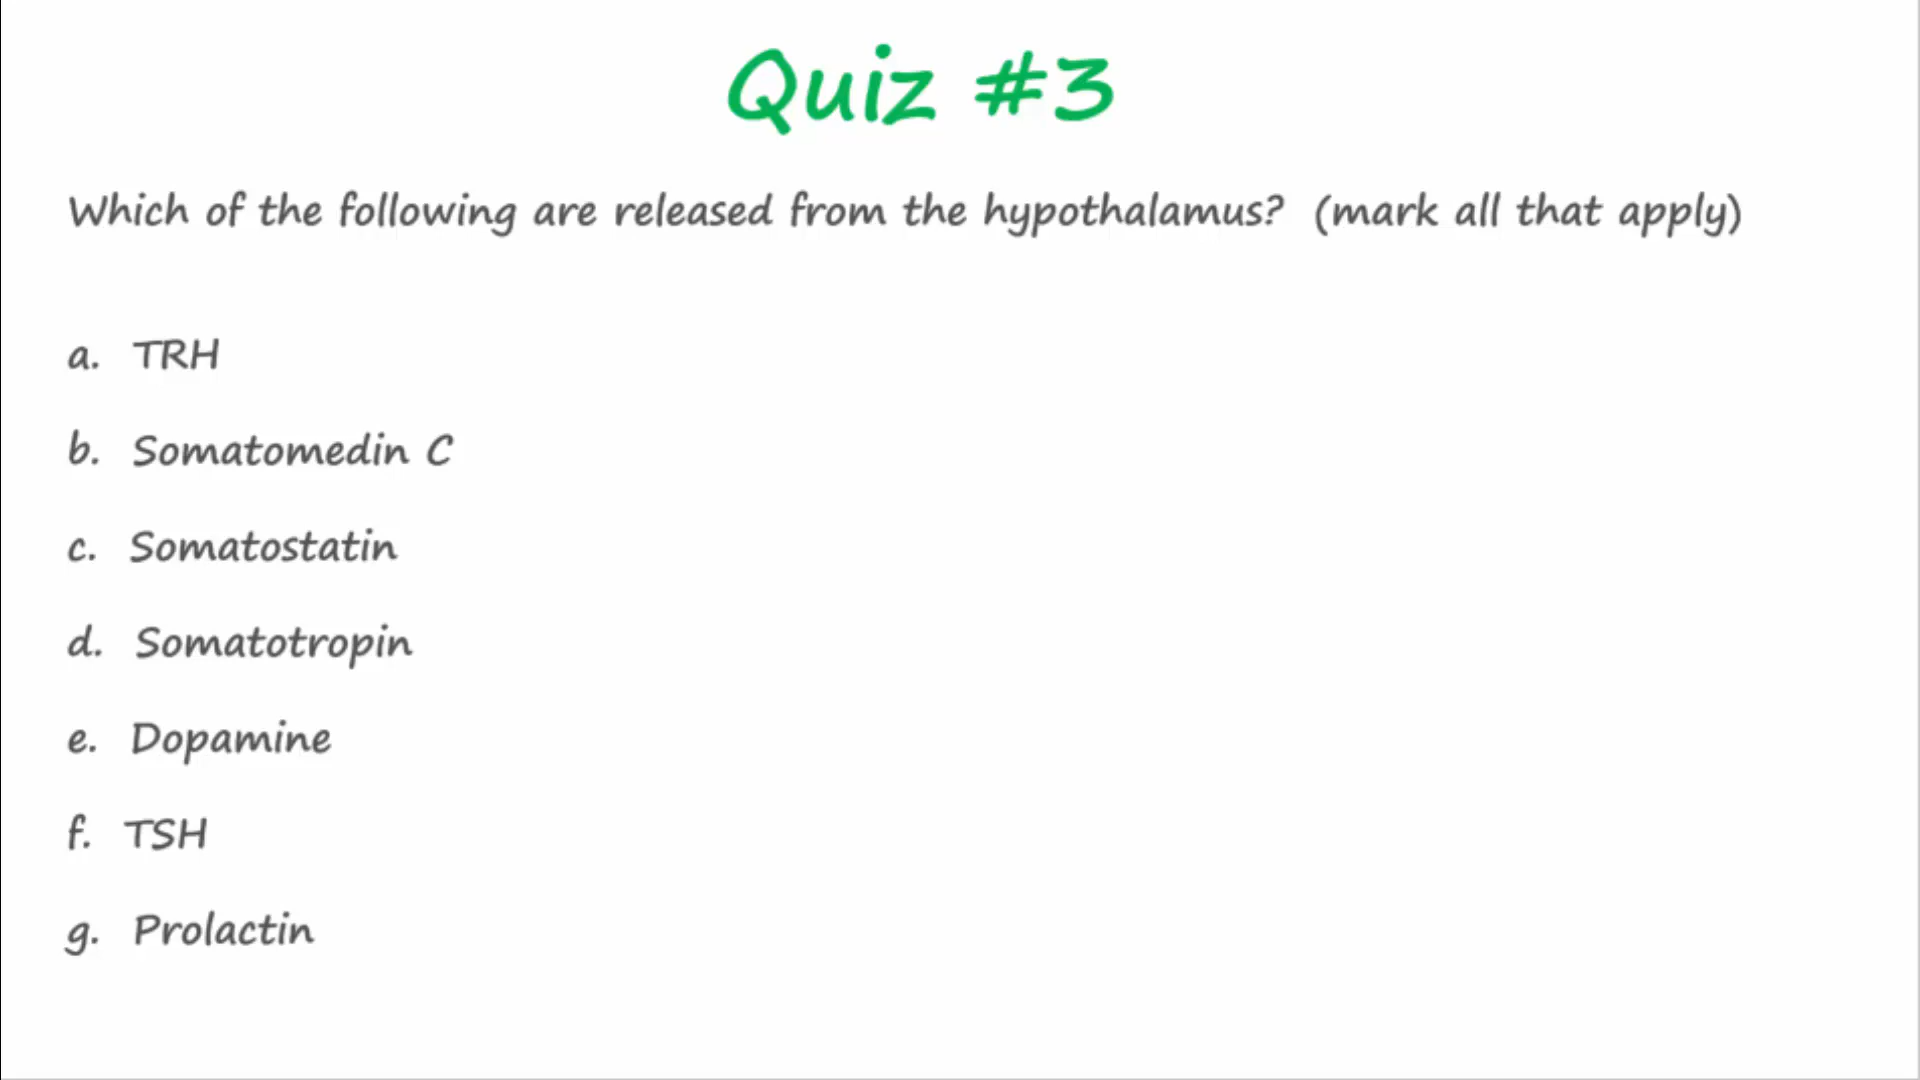 Quiz #3
Which of the following are released from the hypothalamus? (mark all that apply)
a. TRH
b. Somatomedin C
c. Somatostatin
d. Somatotropin
e. Dopamine
f. TSH
g. Prolactin